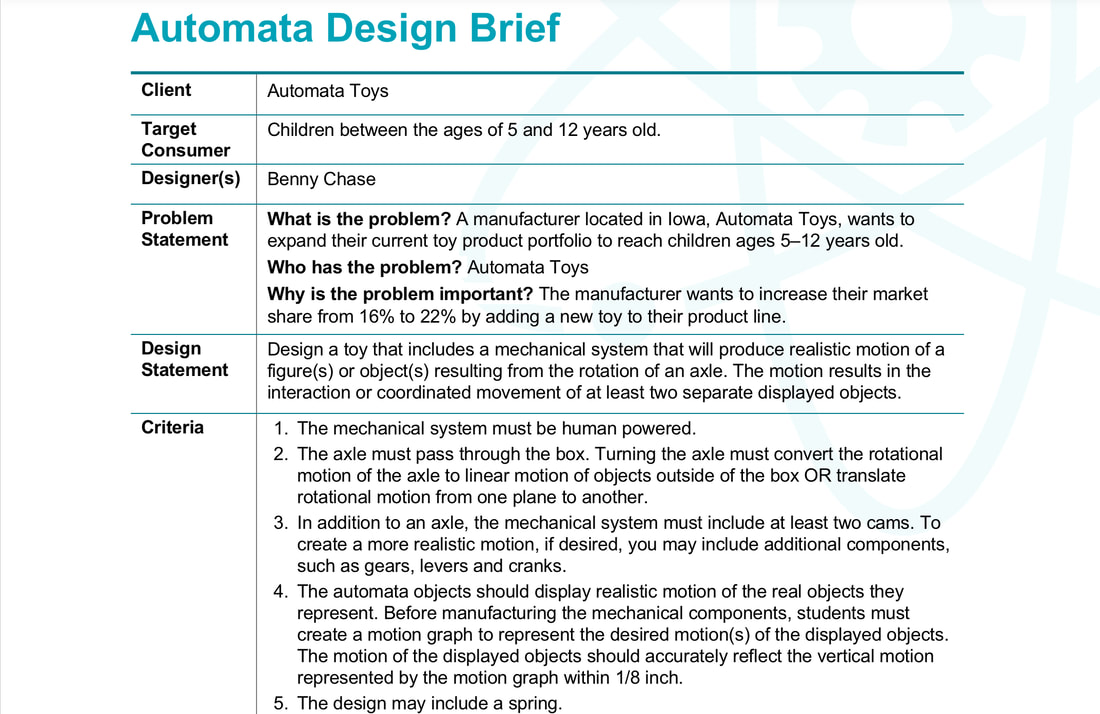 Automata Design Brief
Client
Automata Toys
Target
Consumer
Children between the ages of 5 and 12 years old.
Designer(s)
Benny Chase
Problem
Statement
What is the problem? A manufacturer located in Iowa, Automata Toys, wants to
expand their current toy product portfolio to reach children ages 5–12 years old.
Who has the problem? Automata Toys
Why is the problem important? The manufacturer wants to increase their market
share from 16% to 22% by adding a new toy to their product line.
Design
Statement
Design a toy that includes a mechanical system that will produce realistic motion of a
figure(s) or object(s) resulting from the rotation of an axle. The motion results in the
interaction or coordinated movement of at least two separate displayed objects.
Criteria
1. The mechanical system must be human powered.
2. The axle must pass through the box. Turning the axle must convert the rotational
motion of the axle to linear motion of objects outside of the box OR translate
rotational motion from one plane to another.
3. In addition to an axle, the mechanical system must include at least two cams. To
create a more realistic motion, if desired, you may include additional components,
such as gears, levers and cranks.
4. The automata objects should display realistic motion of the real objects they
represent. Before manufacturing the mechanical components, students must
create a motion graph to represent the desired motion(s) of the displayed objects.
The motion of the displayed objects should accurately reflect the vertical motion
represented by the motion graph within 1/8 inch.
5. The design may include a spring.